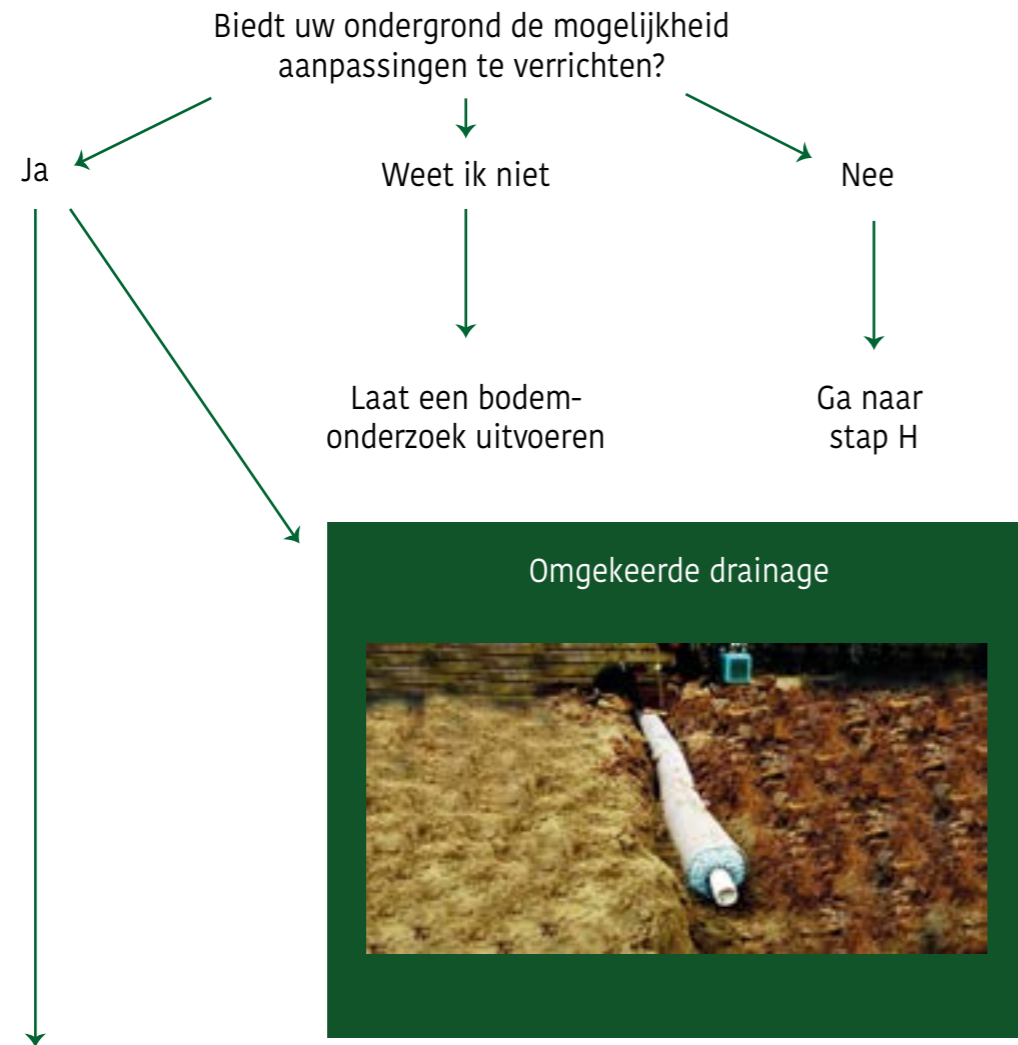 Biedt uw ondergrond de mogelijkheid
aanpassingen te verrichten?
Ja
Weet ik niet
Nee
Laat een bodem-
onderzoek uitvoeren
Ga naar
stap H
Omgekeerde drainage